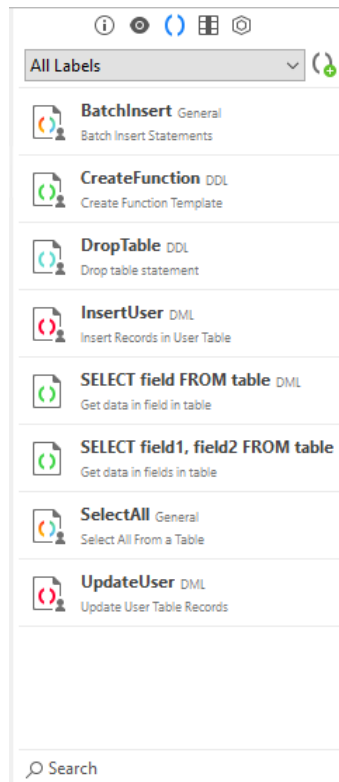 All Labels
BatchInsert General
Batch Insert Statements
CreateFunction DDL
Create Function Template
DropTable DDL
Drop table statement
InsertUser DML
Insert Records in User Table
SELECT field FROM table DML
Get data in field in table
SELECT field1, field2 FROM table
Get data in fields in table
SelectAll General
Select All From a Table
UpdateUser DML
Update User Table Records
Search